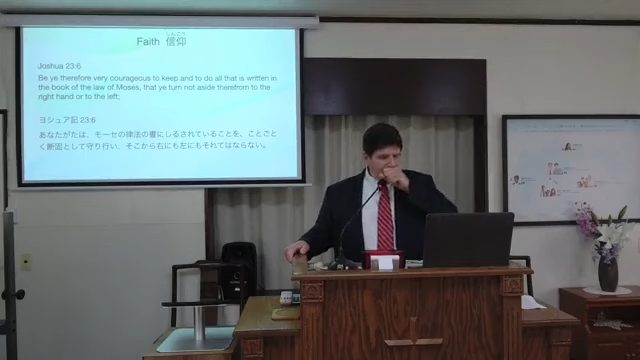 Faith 信仰
しんこう
Joshua 23:6
Be ye therefore very courageous to keep and to do all that is written in
the book of the law of Moses, that ye turn not aside therefrom to the
right hand or to the left;
ヨシュア記 23:6
あなたがたは、モーセの律法の書にしるされていることを、ことごと
く断固として守り行い、そこから右にも左にもそれてはならない。